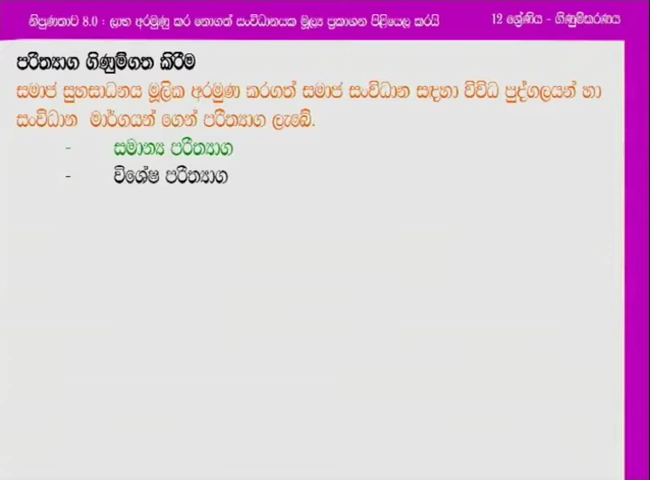 නිපුණතාව 8.0 : ලාභ අරමුණු කර නොගත් සංවිධානයක මූල්‍ය ප්‍රකාශන පිළියෙල කරයි
12 ශ්‍රේණිය - ගිණුම්කරණය
පරිත්‍යාග ගිණුම්ගත කිරීම
සමාජ සුභසාධනය මූලික අරමුණ කරගත් සමාජ සංවිධාන සඳහා විවිධ පුද්ගලයන් හා
සංවිධාන මාර්ගයන් ගෙන් පරිත්‍යාග ලැබේ.
- සමාන්‍ය පරිත්‍යාග
- විශේෂ පරිත්‍යාග